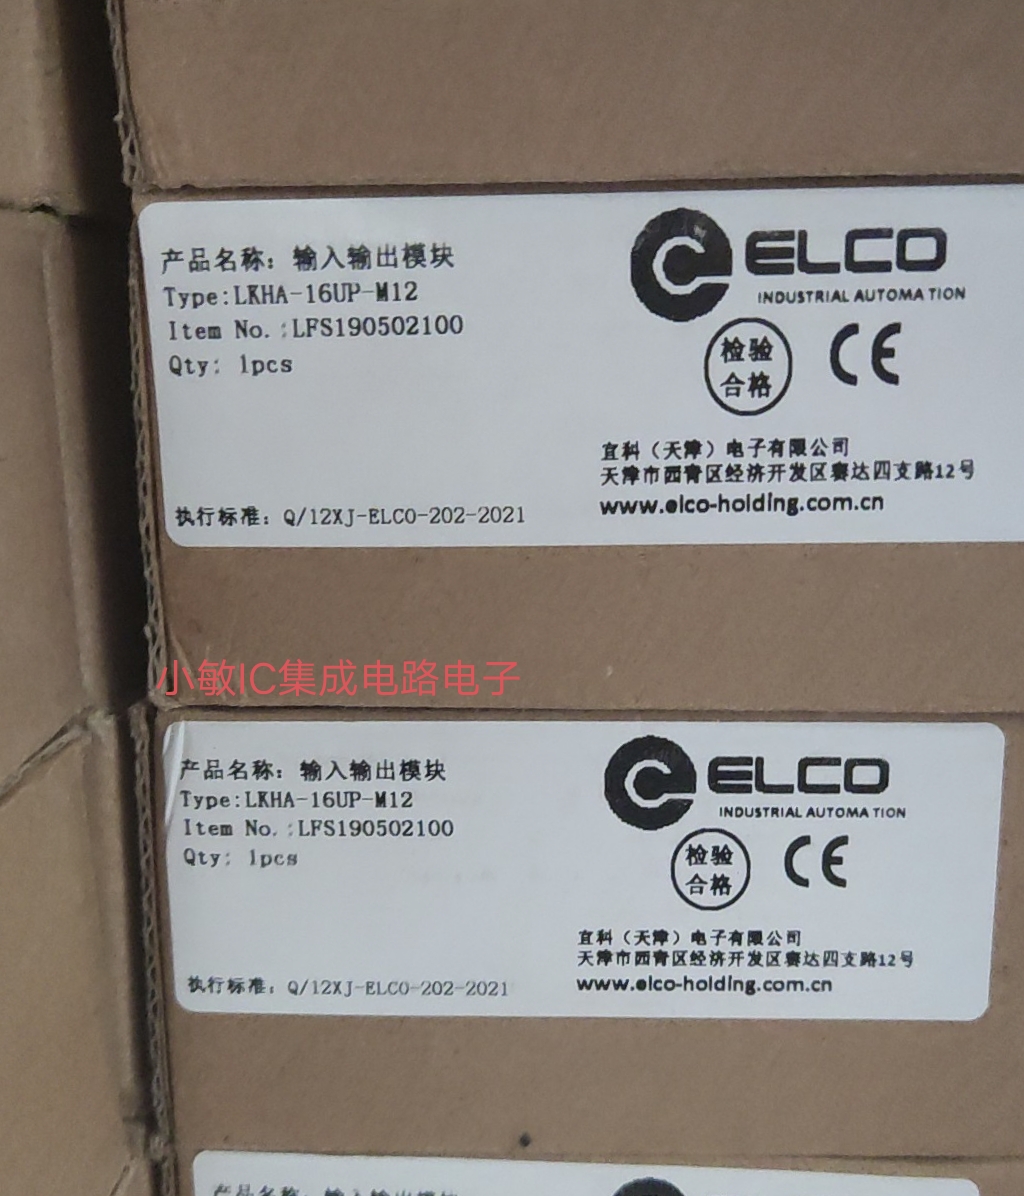 产品名称：输入输出模块
Type:LKHA-16UP-M12
Item No.:LFS190502100
Qty: 1pcs
执行标准：Q/12XJ-ELCO-202-2021
ELCO
INDUSTRIAL AUTOMATION
检验
合格
CE
宜科（天津）电子有限公司
天津市西青区经济开发区赛达四支路12号
www.elco-holding.com.cn
小敏IC集成电路电子
产品名称：输入输出模块
Type:LKHA-16UP-M12
Item No.:LFS190502100
Qty: 1pcs
执行标准：Q/12XJ-ELCO-202-2021
ELCO
INDUSTRIAL AUTOMATION
检验
合格
CE
宜科（天津）电子有限公司
天津市西青区经济开发区赛达四支路12号
www.elco-holding.com.cn